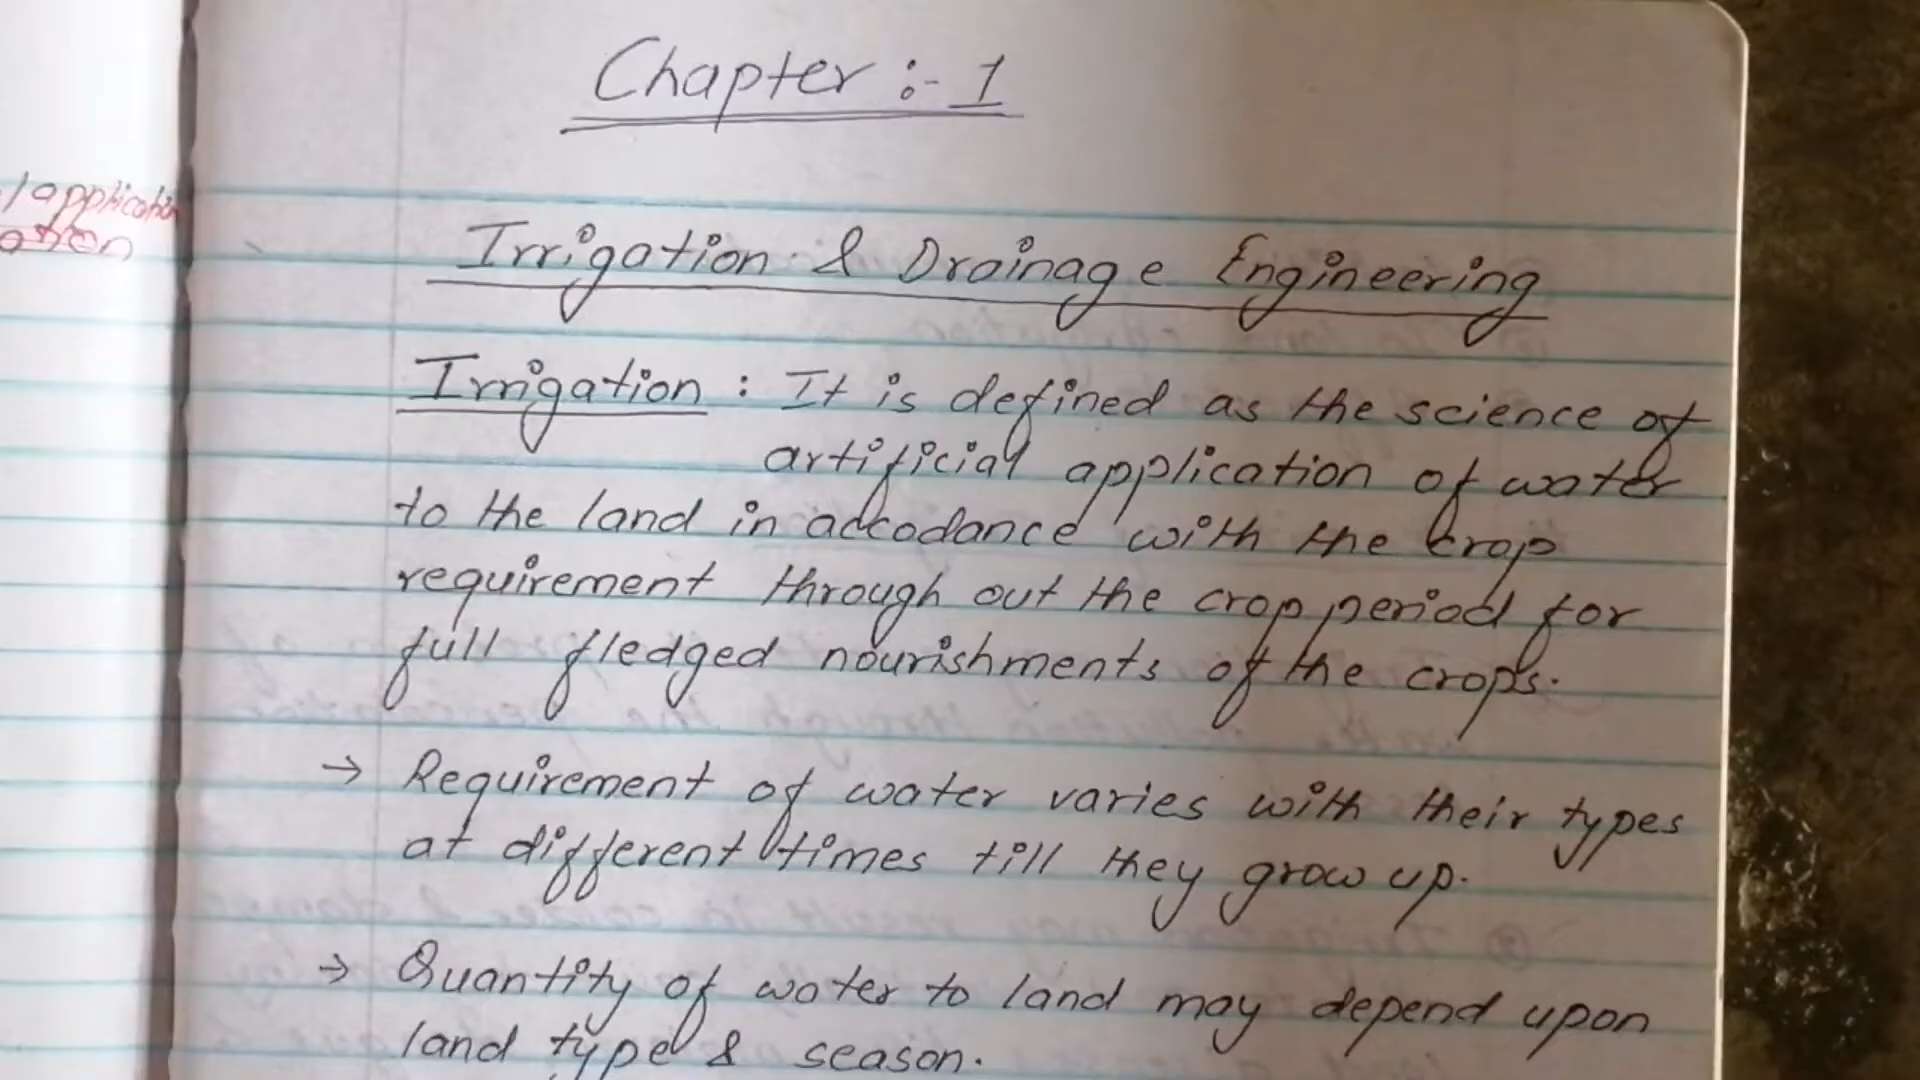 Chapter :- 1
/application
Irrigation & Drainage Engineering
Irrigation : It is defined as the science of
artificial application of water
to the land in accodance with the crop
requirement through out the crop period for
full fledged nourishments of the crops.
→ Requirement of water varies with their types
at different times till they grow up.
→ Quantity of water to land may depend upon
land type & season.